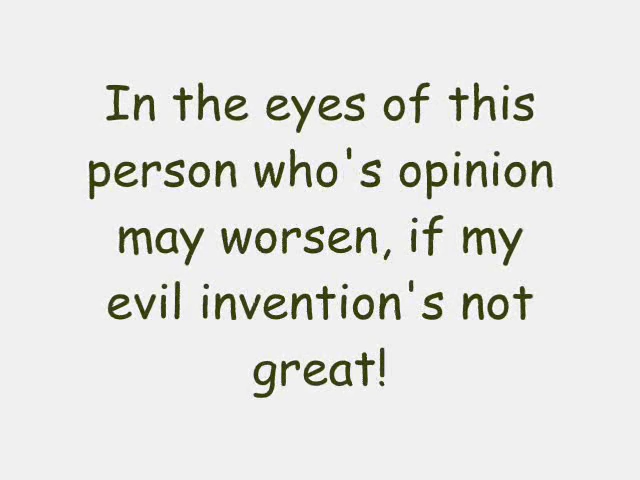 In the eyes of this
person who's opinion
may worsen, if my
evil invention's not
great!